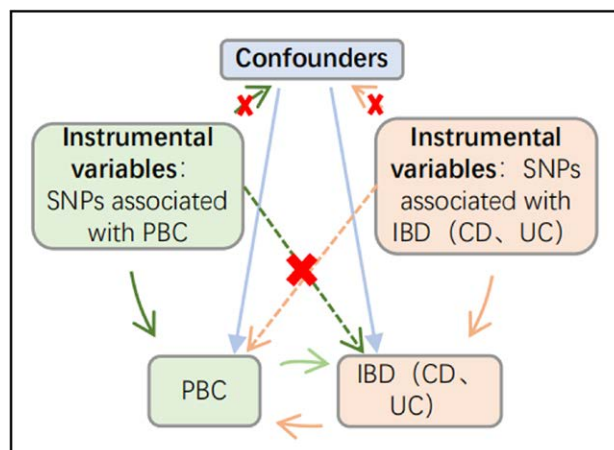 Confounders
Instrumental
variables：
SNPs associated
with PBC
Instrumental
variables：SNPs
associated with
IBD（CD、UC）
PBC
IBD（CD、
UC）